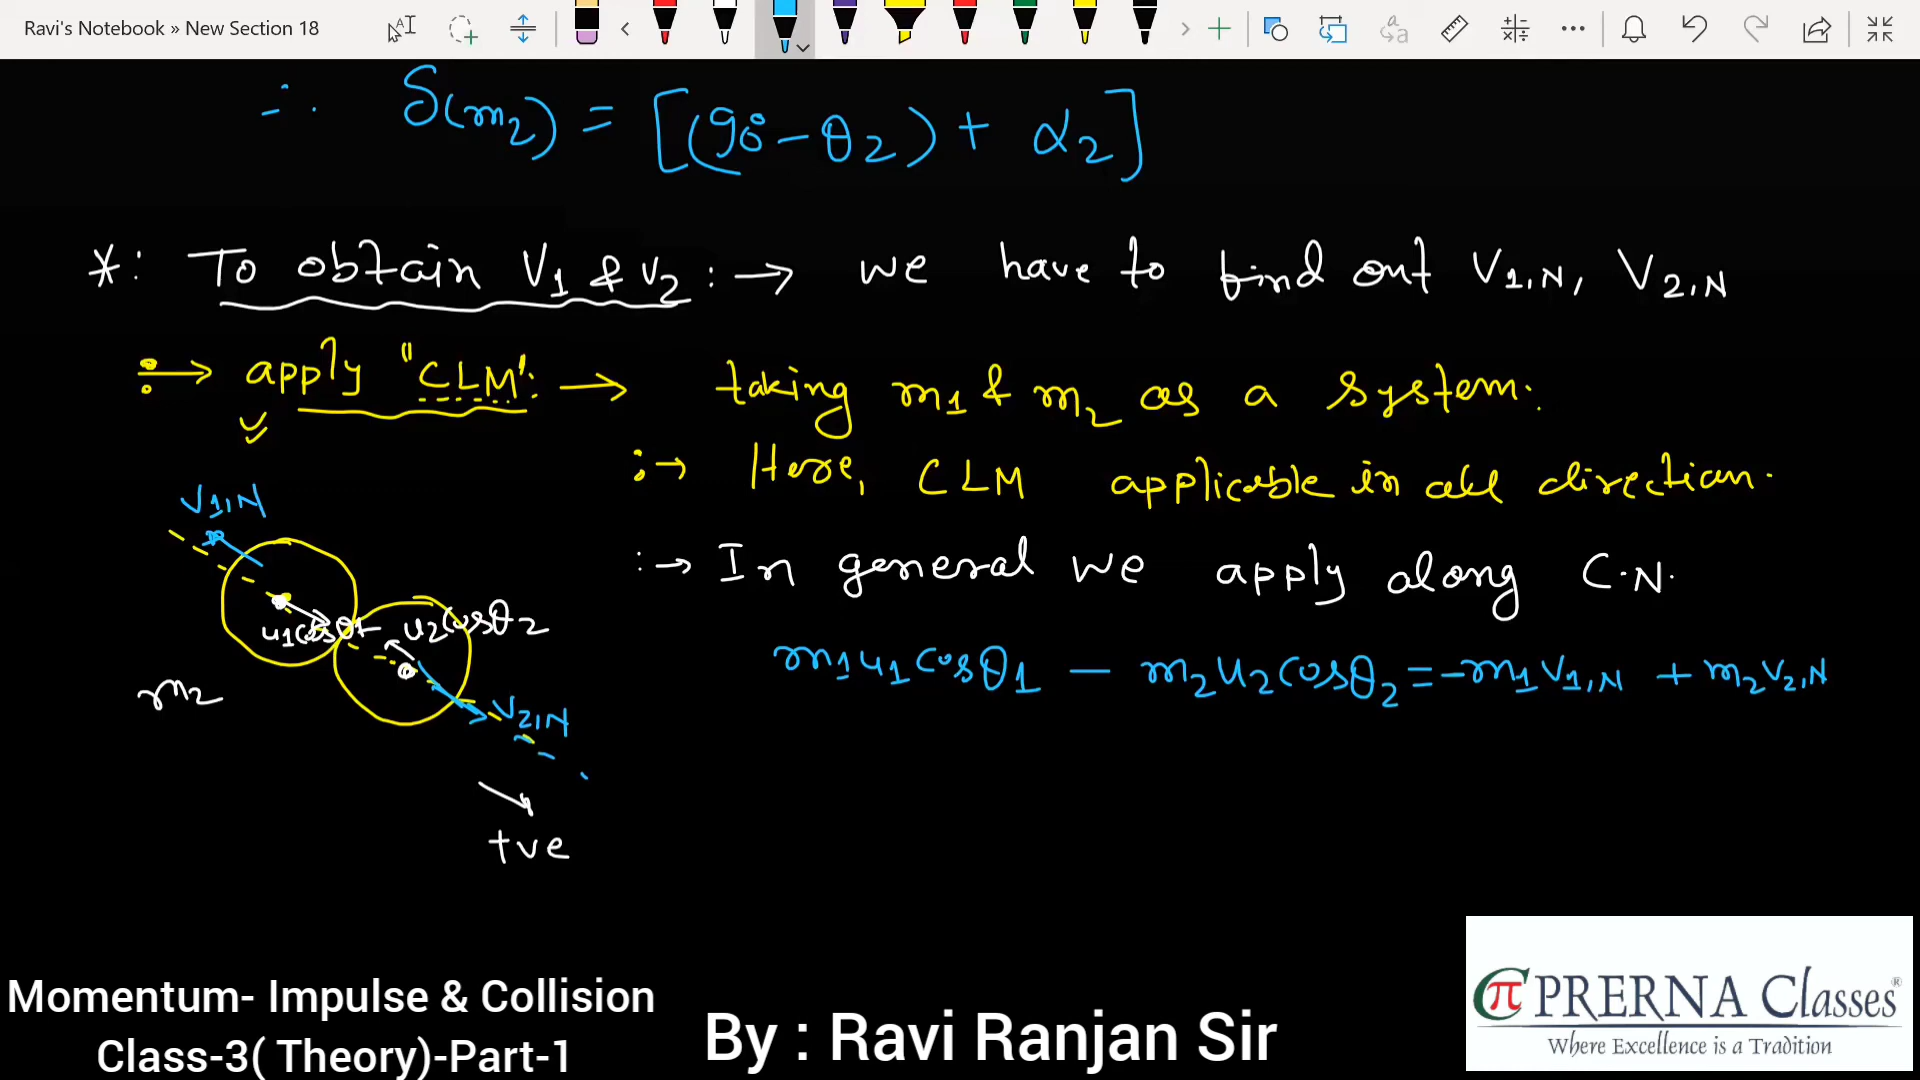 Ravi's Notebook » New Section 18
∴ δ(m₂) = [(90° − θ₂) + α₂]
*: To obtain V₁ & V₂ : → we have to find out V₁,N, V₂,N
:→ apply "CLM": → taking m₁ & m₂ as a system.
:→ Here, CLM applicable in all direction.
:→ In general we apply along C.N.
m₁u₁cosθ₁ − m₂u₂cosθ₂ = −m₁V₁,N + m₂V₂,N
V₁,N
u₁cosθ₁ u₂cosθ₂
m₂
V₂,N
+ve
Momentum- Impulse & Collision
Class-3( Theory)-Part-1
By : Ravi Ranjan Sir
PRERNA Classes®
Where Excellence is a Tradition